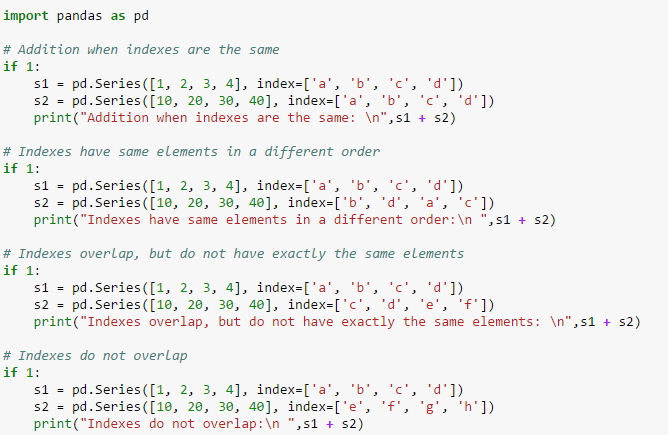 import pandas as pd

# Addition when indexes are the same
if 1:
    s1 = pd.Series([1, 2, 3, 4], index=['a', 'b', 'c', 'd'])
    s2 = pd.Series([10, 20, 30, 40], index=['a', 'b', 'c', 'd'])
    print("Addition when indexes are the same: \n",s1 + s2)

# Indexes have same elements in a different order
if 1:
    s1 = pd.Series([1, 2, 3, 4], index=['a', 'b', 'c', 'd'])
    s2 = pd.Series([10, 20, 30, 40], index=['b', 'd', 'a', 'c'])
    print("Indexes have same elements in a different order:\n ",s1 + s2)

# Indexes overlap, but do not have exactly the same elements
if 1:
    s1 = pd.Series([1, 2, 3, 4], index=['a', 'b', 'c', 'd'])
    s2 = pd.Series([10, 20, 30, 40], index=['c', 'd', 'e', 'f'])
    print("Indexes overlap, but do not have exactly the same elements: \n",s1 + s2)

# Indexes do not overlap
if 1:
    s1 = pd.Series([1, 2, 3, 4], index=['a', 'b', 'c', 'd'])
    s2 = pd.Series([10, 20, 30, 40], index=['e', 'f', 'g', 'h'])
    print("Indexes do not overlap:\n ",s1 + s2)